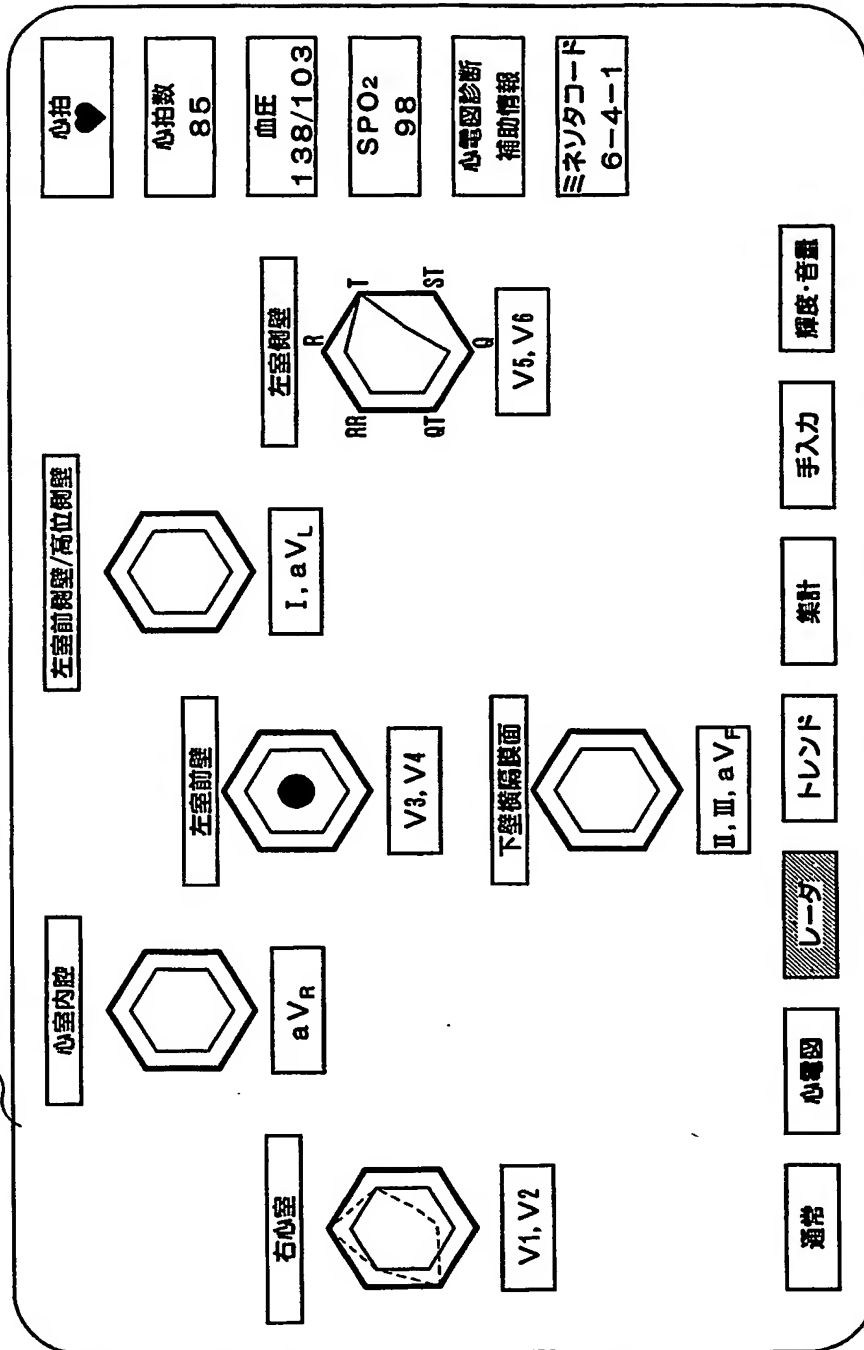 心室内腔
左室前側壁/高位側壁
心拍
♥
aVR
I, aVL
心拍数
85
右心室
左室前壁
左室側壁
血圧
138/103
R
RR
T
QT
ST
Q
V1, V2
V3, V4
V5, V6
SPO2
98
下壁横隔膜面
心電図診断
補助情報
II, III, aVF
ミネソタコード
6-4-1
通常
心電図
レーダ
トレンド
集計
手入力
輝度・音量